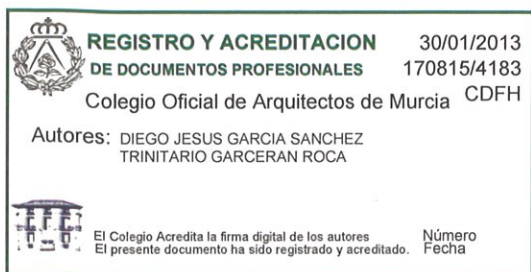 REGISTRO Y ACREDITACION 30/01/2013
DE DOCUMENTOS PROFESIONALES 170815/4183
Colegio Oficial de Arquitectos de Murcia CDFH
Autores: DIEGO JESUS GARCIA SANCHEZ
TRINITARIO GARCERAN ROCA
El Colegio Acredita la firma digital de los autores Número
El presente documento ha sido registrado y acreditado. Fecha